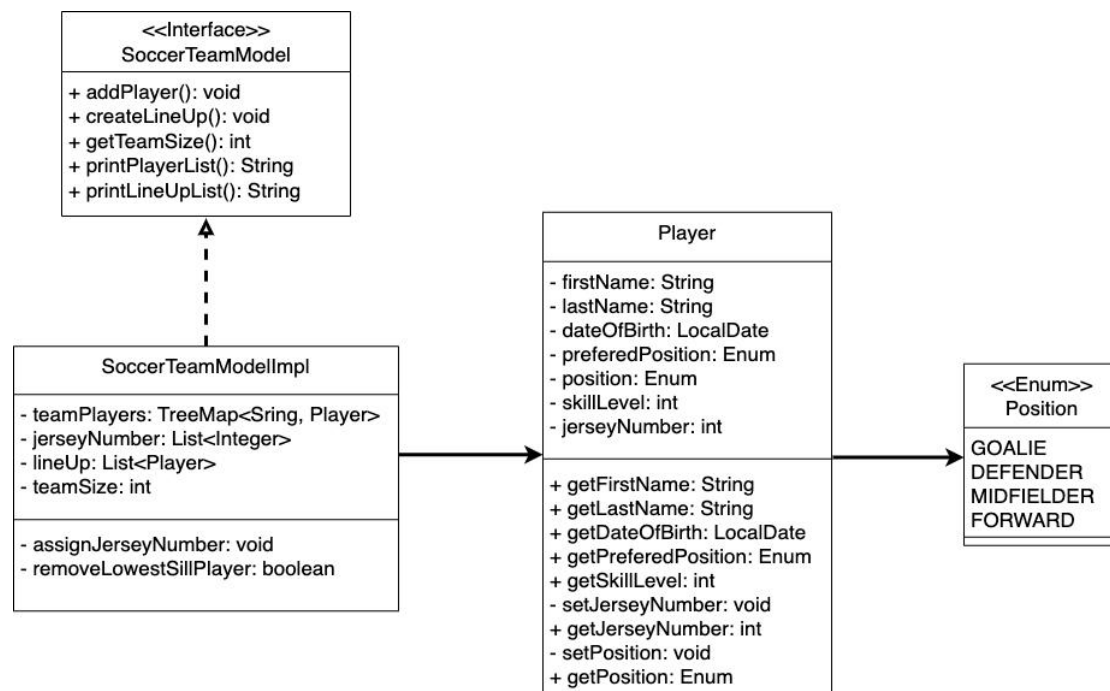 <<Interface>>
SoccerTeamModel
+ addPlayer(): void
+ createLineUp(): void
+ getTeamSize(): int
+ printPlayerList(): String
+ printLineUpList(): String
SoccerTeamModelImpl
- teamPlayers: TreeMap<Sring, Player>
- jerseyNumber: List<Integer>
- lineUp: List<Player>
- teamSize: int
- assignJerseyNumber: void
- removeLowestSillPlayer: boolean
Player
- firstName: String
- lastName: String
- dateOfBirth: LocalDate
- preferedPosition: Enum
- position: Enum
- skillLevel: int
- jerseyNumber: int
+ getFirstName: String
+ getLastName: String
+ getDateOfBirth: LocalDate
+ getPreferedPosition: Enum
+ getSkillLevel: int
- setJerseyNumber: void
+ getJerseyNumber: int
- setPosition: void
+ getPosition: Enum
<<Enum>>
Position
GOALIE
DEFENDER
MIDFIELDER
FORWARD